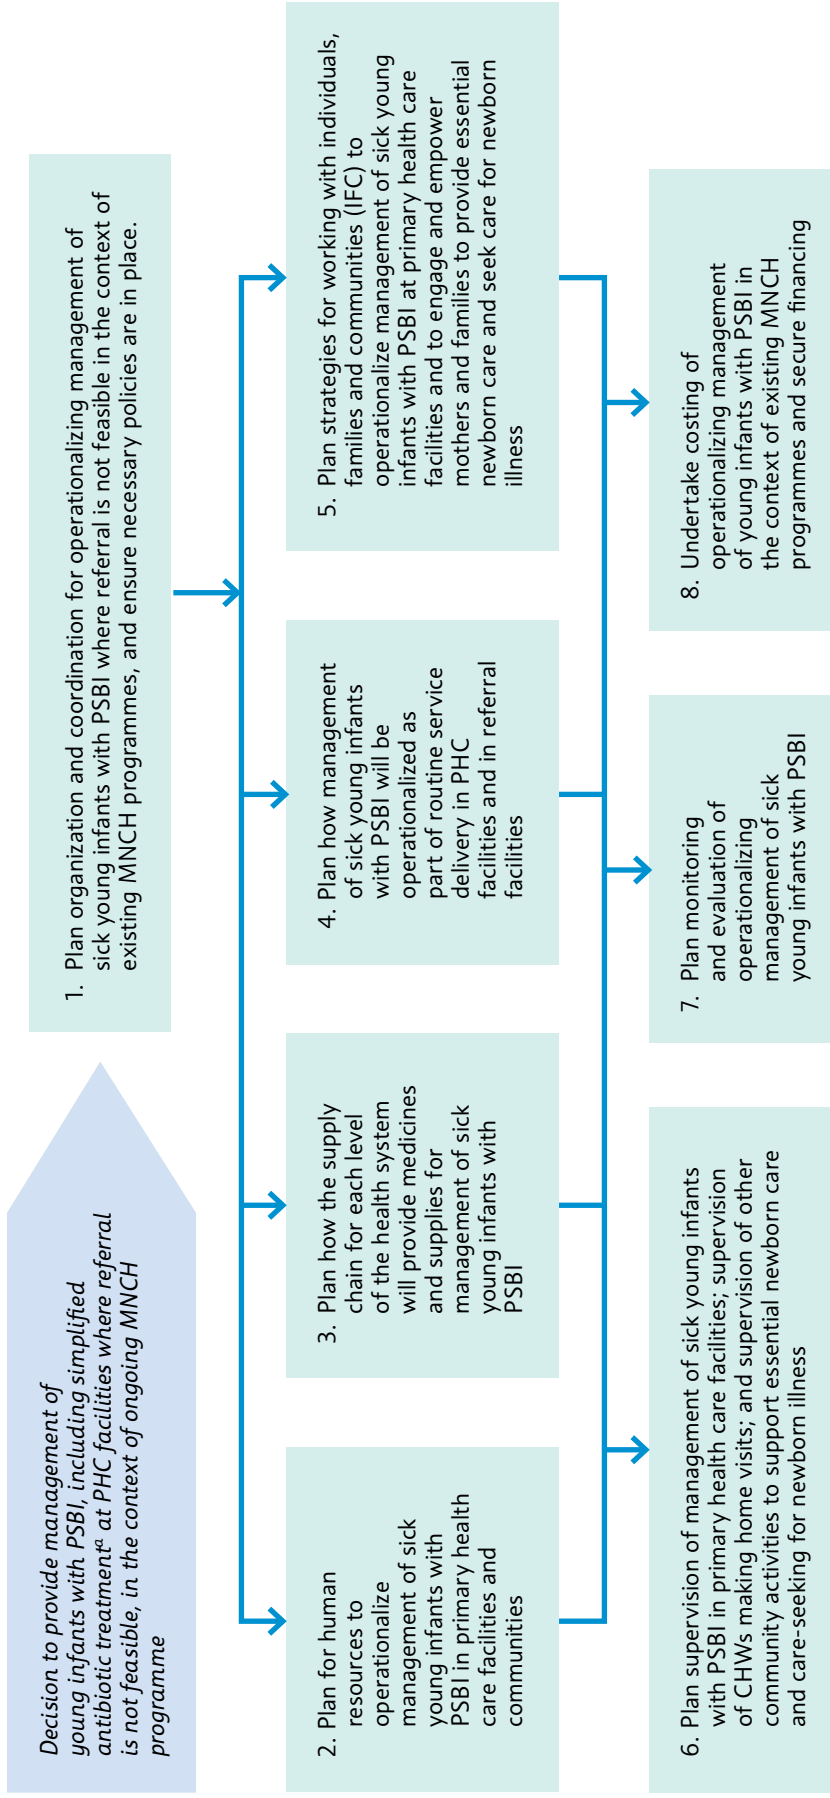 Decision to provide management of
young infants with PSBI, including simplified
antibiotic treatmentᵃ at PHC facilities where referral
is not feasible, in the context of ongoing MNCH
programme
1. Plan organization and coordination for operationalizing management of
sick young infants with PSBI where referral is not feasible in the context of
existing MNCH programmes, and ensure necessary policies are in place.
2. Plan for human
resources to
operationalize
management of sick
young infants with
PSBI in primary health
care facilities and
communities
3. Plan how the supply
chain for each level
of the health system
will provide medicines
and supplies for
management of sick
young infants with
PSBI
4. Plan how management
of sick young infants
with PSBI will be
operationalized as
part of routine service
delivery in PHC
facilities and in referral
facilities
5. Plan strategies for working with individuals,
families and communities (IFC) to
operationalize management of sick young
infants with PSBI at primary health care
facilities and to engage and empower
mothers and families to provide essential
newborn care and seek care for newborn
illness
6. Plan supervision of management of sick young infants
with PSBI in primary health care facilities; supervision
of CHWs making home visits; and supervision of other
community activities to support essential newborn care
and care-seeking for newborn illness
7. Plan monitoring
and evaluation of
operationalizing
management of sick
young infants with PSBI
8. Undertake costing of
operationalizing management
of young infants with PSBI in
the context of existing MNCH
programmes and secure financing